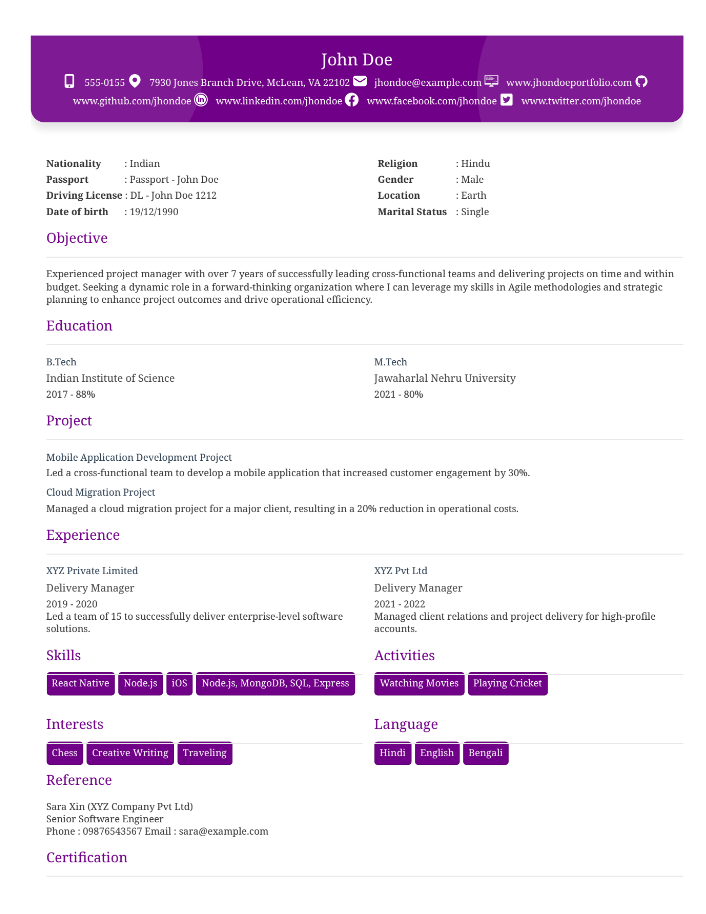 John Doe
555-0155 7930 Jones Branch Drive, McLean, VA 22102 jhondoe@example.com www.jhondoeportfolio.com
www.github.com/jhondoe www.linkedin.com/jhondoe www.facebook.com/jhondoe www.twitter.com/jhondoe
Nationality : Indian
Passport : Passport - John Doe
Driving License : DL - John Doe 1212
Date of birth : 19/12/1990
Religion : Hindu
Gender : Male
Location : Earth
Marital Status : Single
Objective
Experienced project manager with over 7 years of successfully leading cross-functional teams and delivering projects on time and within
budget. Seeking a dynamic role in a forward-thinking organization where I can leverage my skills in Agile methodologies and strategic
planning to enhance project outcomes and drive operational efficiency.
Education
B.Tech
Indian Institute of Science
2017 - 88%
M.Tech
Jawaharlal Nehru University
2021 - 80%
Project
Mobile Application Development Project
Led a cross-functional team to develop a mobile application that increased customer engagement by 30%.
Cloud Migration Project
Managed a cloud migration project for a major client, resulting in a 20% reduction in operational costs.
Experience
XYZ Private Limited
Delivery Manager
2019 - 2020
Led a team of 15 to successfully deliver enterprise-level software
solutions.
XYZ Pvt Ltd
Delivery Manager
2021 - 2022
Managed client relations and project delivery for high-profile
accounts.
Skills
React Native Node.js iOS Node.js, MongoDB, SQL, Express
Activities
Watching Movies Playing Cricket
Interests
Chess Creative Writing Traveling
Language
Hindi English Bengali
Reference
Sara Xin (XYZ Company Pvt Ltd)
Senior Software Engineer
Phone : 09876543567 Email : sara@example.com
Certification